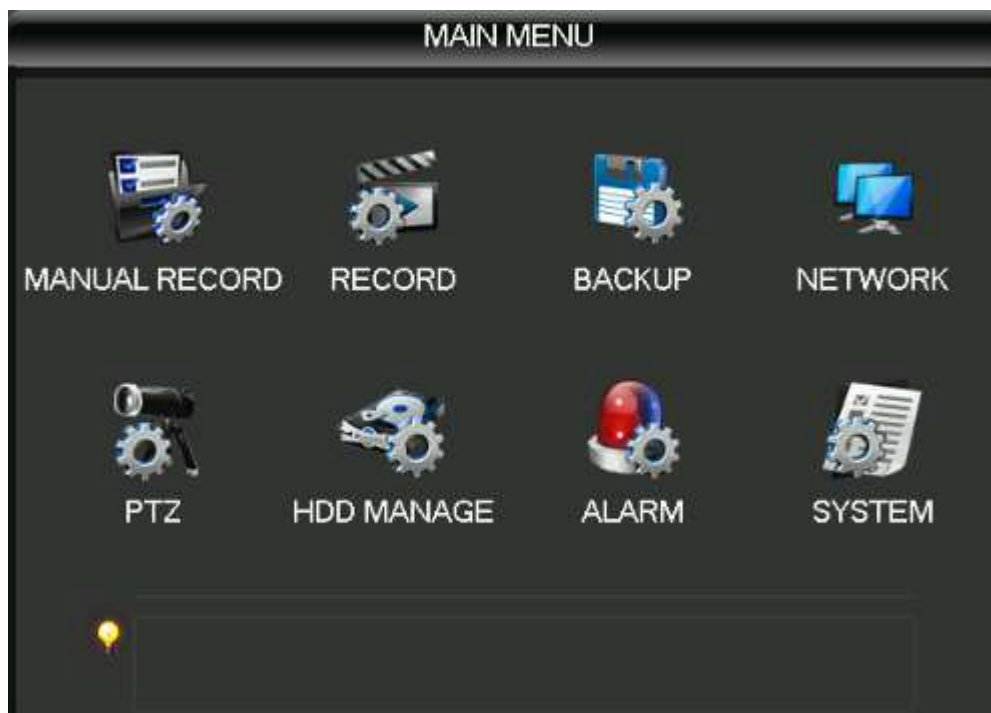 MAIN MENU
MANUAL RECORD RECORD BACKUP NETWORK
PTZ HDD MANAGE ALARM SYSTEM